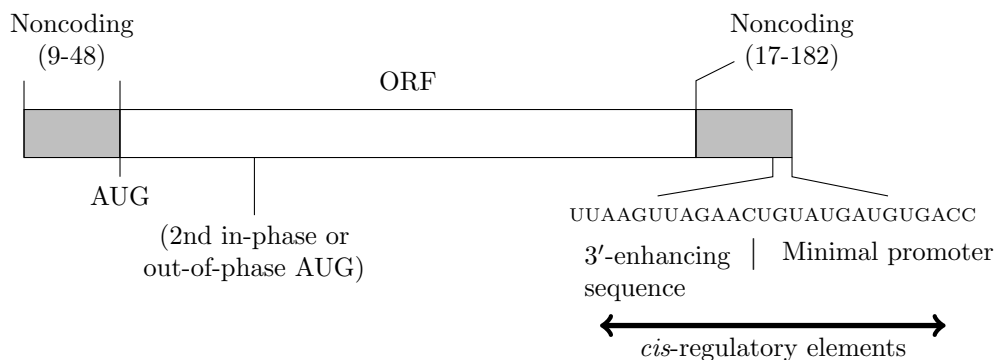 Noncoding
(9-48)
Noncoding
(17-182)
ORF
AUG
(2nd in-phase or
out-of-phase AUG)
UUAAGUUAGAACUGUAUGAUGUGACC
3′-enhancing
sequence
Minimal promoter
cis-regulatory elements